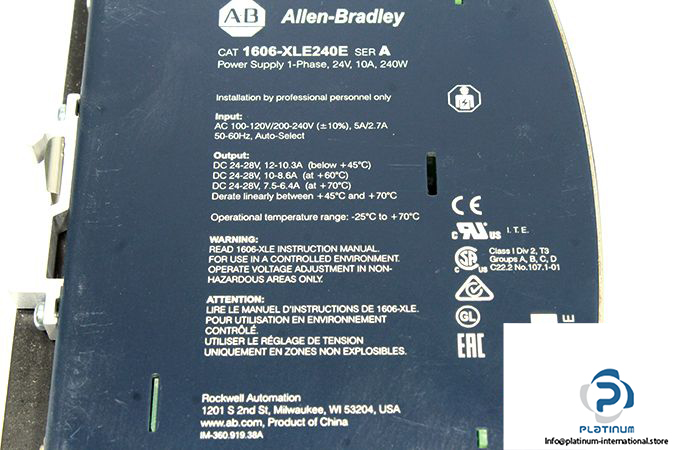 AB Allen-Bradley
CAT 1606-XLE240E SER A
Power Supply 1-Phase, 24V, 10A, 240W
Installation by professional personnel only
Input:
AC 100-120V/200-240V (±10%), 5A/2.7A
50-60Hz, Auto-Select
Output:
DC 24-28V, 12-10.3A (below +45°C)
DC 24-28V, 10-8.6A (at +60°C)
DC 24-28V, 7.5-6.4A (at +70°C)
Derate linearly between +45°C and +70°C
Operational temperature range: -25°C to +70°C
WARNING:
READ 1606-XLE INSTRUCTION MANUAL.
FOR USE IN A CONTROLLED ENVIRONMENT.
OPERATE VOLTAGE ADJUSTMENT IN NON-
HAZARDOUS AREAS ONLY.
ATTENTION:
LIRE LE MANUEL D'INSTRUCTIONS DE 1606-XLE.
POUR UTILISATION EN ENVIRONNEMENT
CONTRÔLÉ.
UTILISER LE RÉGLAGE DE TENSION
UNIQUEMENT EN ZONES NON EXPLOSIBLES.
Rockwell Automation
1201 S 2nd St, Milwaukee, WI 53204, USA
www.ab.com, Product of China
IM-360.919.38A
CE
c UR US I.T.E.
c SA US Class I Div 2, T3
Groups A, B, C, D
C22.2 No.107.1-01
GL
EAC
E
PLATINUM
info@platinum-international.store